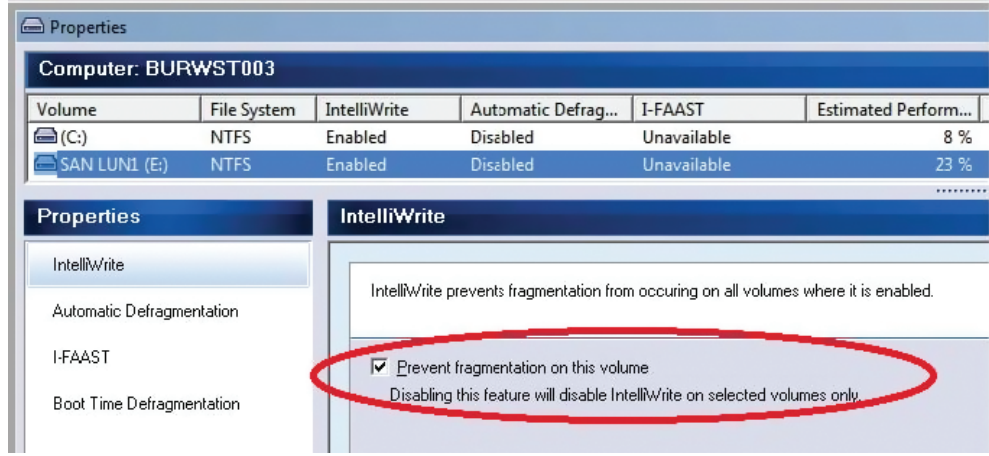 Properties
Computer: BURWST003
Volume File System IntelliWrite Automatic Defrag... I-FAAST Estimated Perform...
(C:) NTFS Enabled Disabled Unavailable 8 %
SAN LUN1 (E:) NTFS Enabled Disabled Unavailable 23 %
Properties
IntelliWrite
Automatic Defragmentation
I-FAAST
Boot Time Defragmentation
IntelliWrite
IntelliWrite prevents fragmentation from occuring on all volumes where it is enabled.
Prevent fragmentation on this volume
Disabling this feature will disable IntelliWrite on selected volumes only.